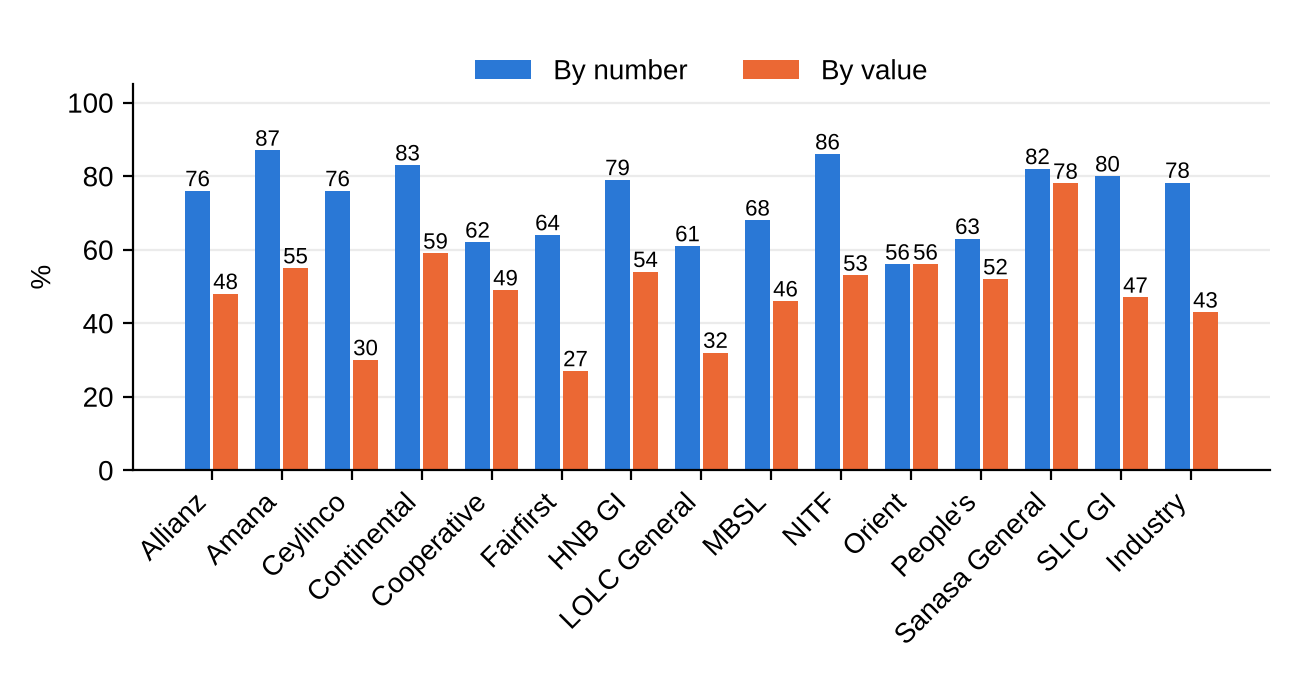 By number By value
%
100
80
60
40
20
0
76 48 87 55 76 30 83 59 62 49 64 27 79 54 61 32 68 46 86 53 56 56 63 52 82 78 80 47 78 43
Allianz
Amana
Ceylinco
Continental
Cooperative
Fairfirst
HNB GI
LOLC General
MBSL
NITF
Orient
People's
Sanasa General
SLIC GI
Industry